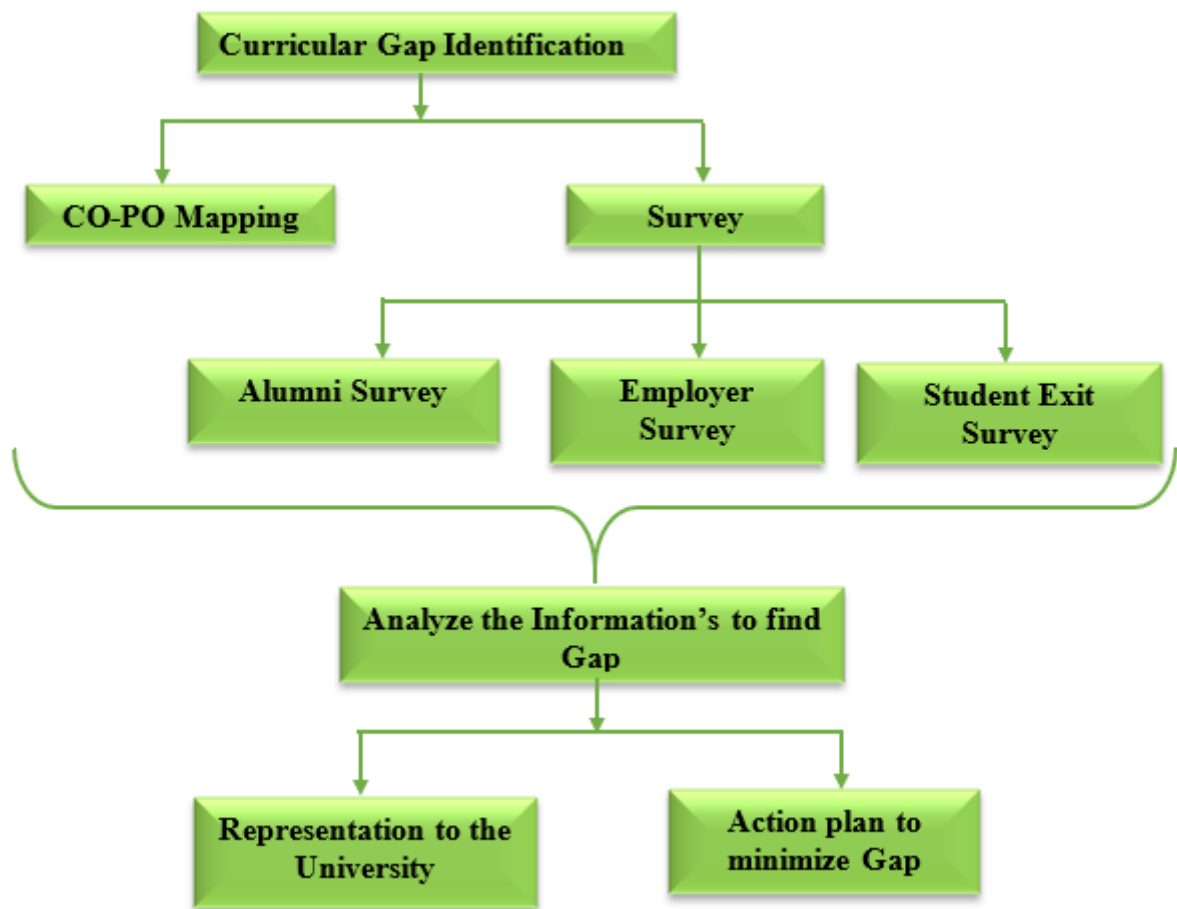 Curricular Gap Identification
CO-PO Mapping
Survey
Alumni Survey
Employer
Survey
Student Exit
Survey
Analyze the Information’s to find
Gap
Representation to the
University
Action plan to
minimize Gap